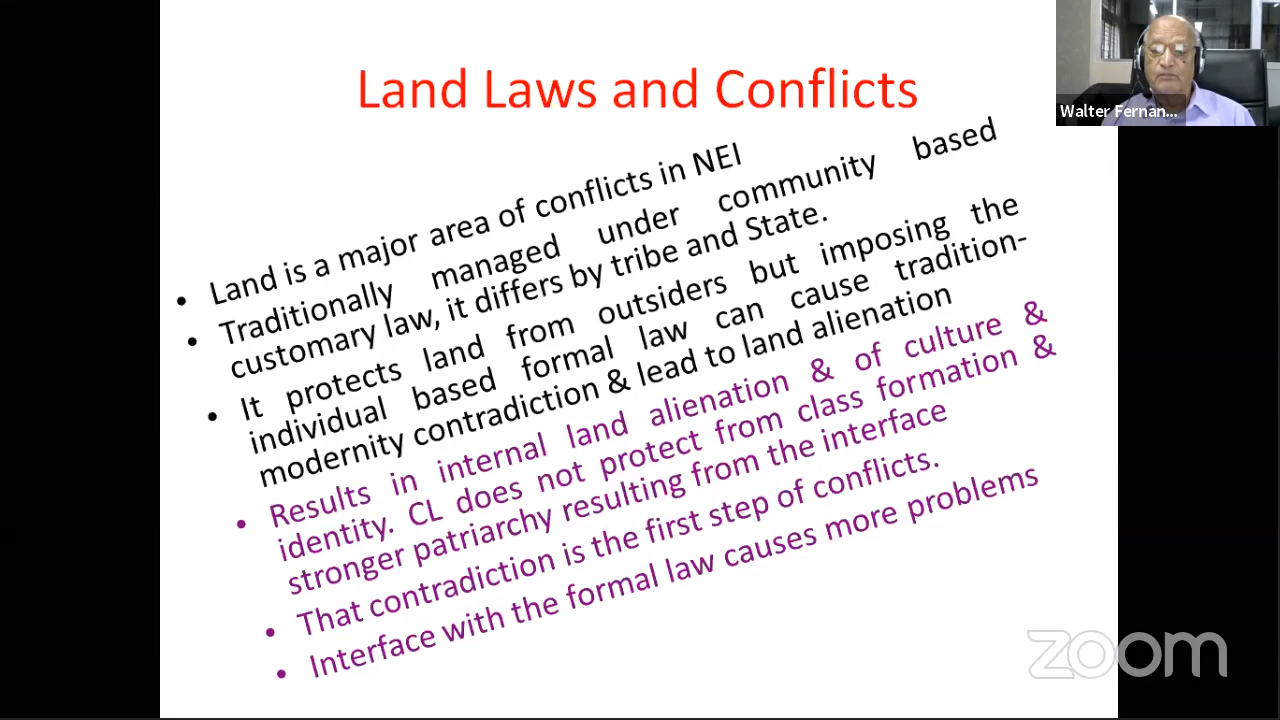 Land Laws and Conflicts
Walter Fernan...
• Land is a major area of conflicts in NEI
• Traditionally managed under community based
customary law, it differs by tribe and State.
• It protects land from outsiders but imposing the
individual based formal law can cause tradition-
modernity contradiction & lead to land alienation
• Results in internal land alienation & of culture &
identity. CL does not protect from class formation &
stronger patriarchy resulting from the interface
• That contradiction is the first step of conflicts.
• Interface with the formal law causes more problems
zoom